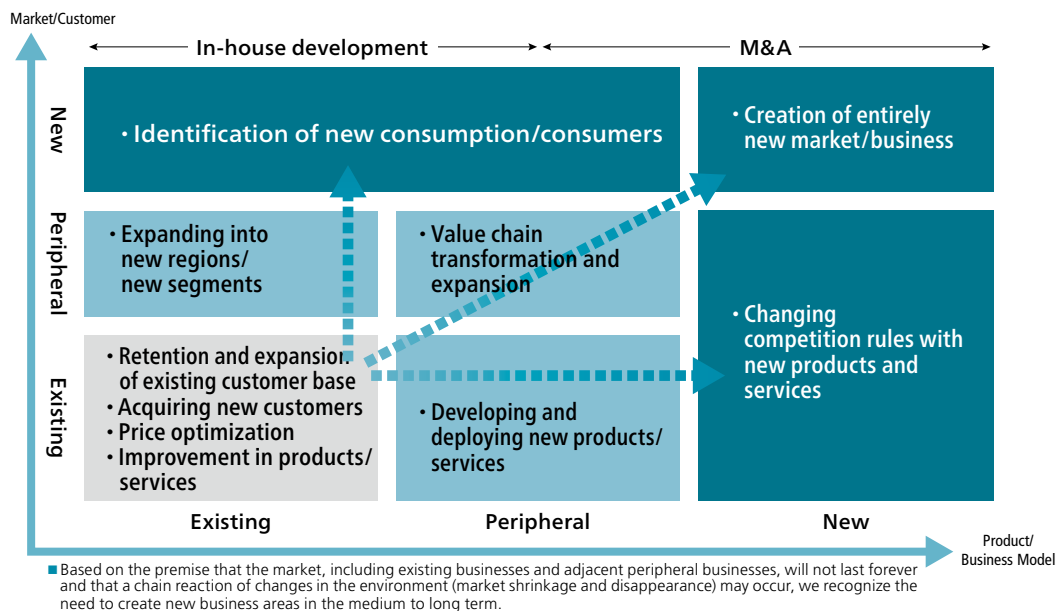 Market/Customer
In-house development
M&A
New
・Identification of new consumption/consumers
・Creation of entirely
new market/business
Peripheral
・Expanding into
new regions/
new segments
・Value chain
transformation and
expansion
・Changing
competition rules with
new products and
services
Existing
・Retention and expansion
of existing customer base
・Acquiring new customers
・Price optimization
・Improvement in products/
services
・Developing and
deploying new products/
services
Existing
Peripheral
New
Product/
Business Model
■ Based on the premise that the market, including existing businesses and adjacent peripheral businesses, will not last forever
and that a chain reaction of changes in the environment (market shrinkage and disappearance) may occur, we recognize the
need to create new business areas in the medium to long term.